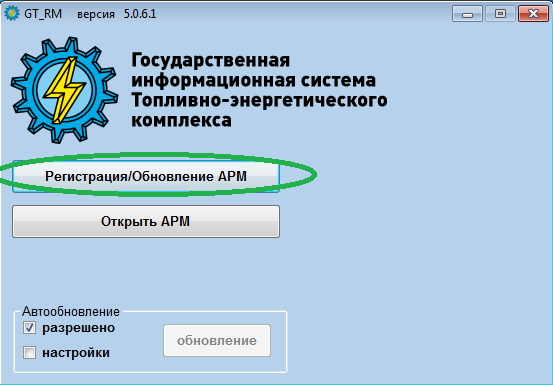 GT_RM версия 5.0.6.1
Государственная
информационная система
Топливно-энергетического
комплекса
Регистрация/Обновление АРМ
Открыть АРМ
Автообновление
разрешено
настройки
обновление